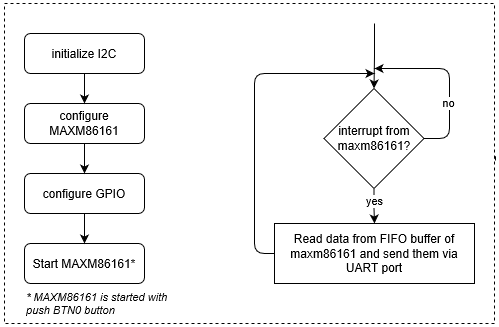 initialize I2C
configure
MAXM86161
configure GPIO
Start MAXM86161*
* MAXM86161 is started with
push BTN0 button
interrupt from
maxm86161?
no
yes
Read data from FIFO buffer of
maxm86161 and send them via
UART port